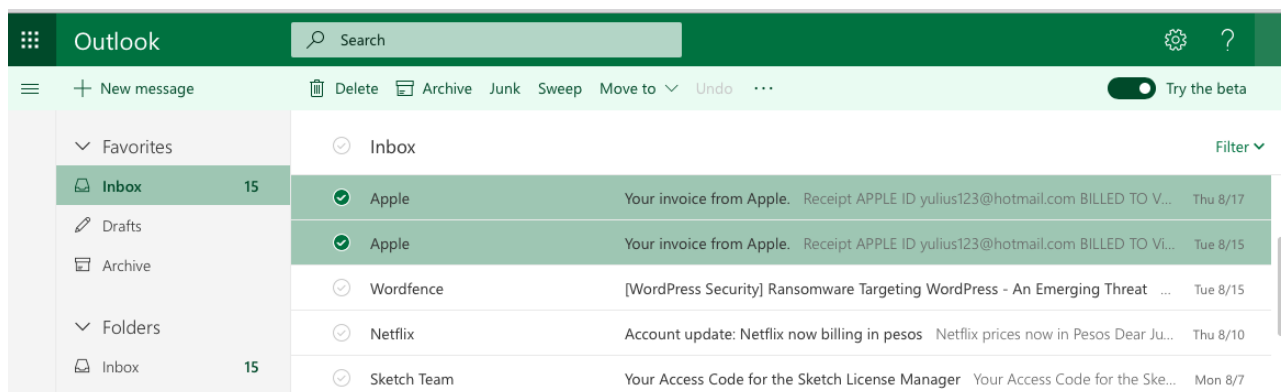 Outlook Search
New message Delete Archive Junk Sweep Move to Undo ... Try the beta
Favorites Inbox Filter
Inbox 15 Apple Your invoice from Apple. Receipt APPLE ID yulius123@hotmail.com BILLED TO V... Thu 8/17
Drafts Apple Your invoice from Apple. Receipt APPLE ID yulius123@hotmail.com BILLED TO Vi... Tue 8/15
Archive Wordfence [WordPress Security] Ransomware Targeting WordPress - An Emerging Threat ... Tue 8/15
Folders Netflix Account update: Netflix now billing in pesos Netflix prices now in Pesos Dear Ju... Thu 8/10
Inbox 15 Sketch Team Your Access Code for the Sketch License Manager Your Access Code for the Ske... Mon 8/7